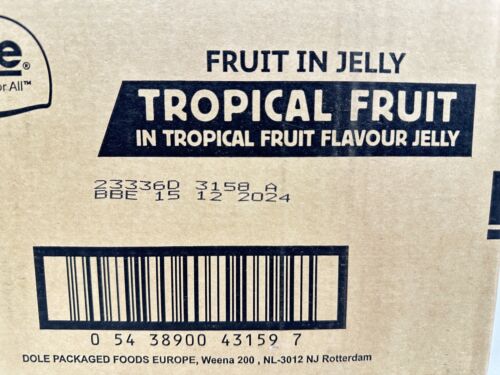 e
or All™
FRUIT IN JELLY
TROPICAL FRUIT
IN TROPICAL FRUIT FLAVOUR JELLY
23336D 3158 A
BBE 15 12 2024
0 54 38900 43159 7
DOLE PACKAGED FOODS EUROPE, Weena 200 , NL-3012 NJ Rotterdam